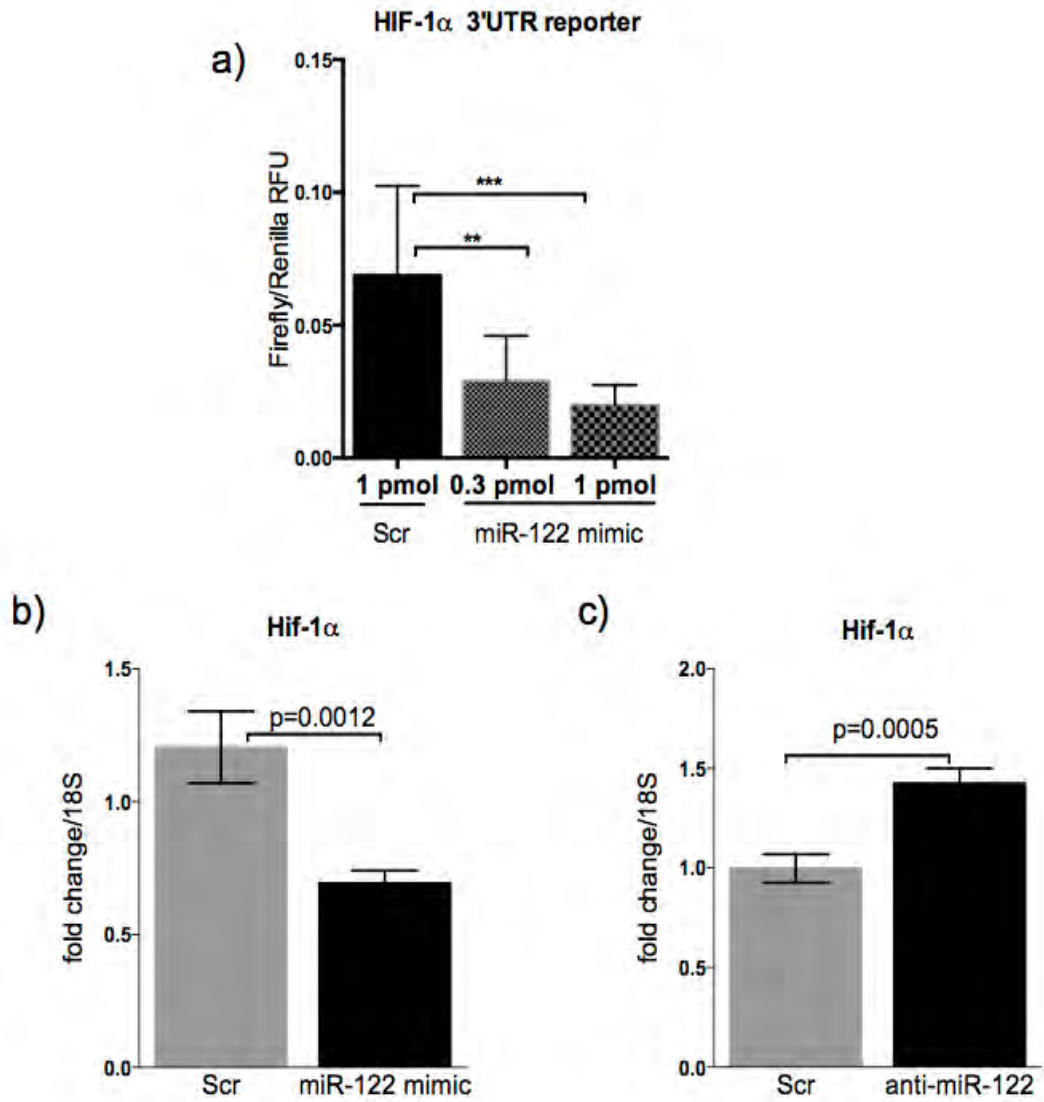 HIF-1α 3'UTR reporter
a)
Firefly/Renilla RFU
0.15
0.10
0.05
0.00
***
**
1 pmol 0.3 pmol 1 pmol
Scr miR-122 mimic
b)
Hif-1α
fold change/18S
1.5
1.0
0.5
0.0
p=0.0012
Scr miR-122 mimic
c)
Hif-1α
fold change/18S
2.0
1.5
1.0
0.5
0.0
p=0.0005
Scr anti-miR-122